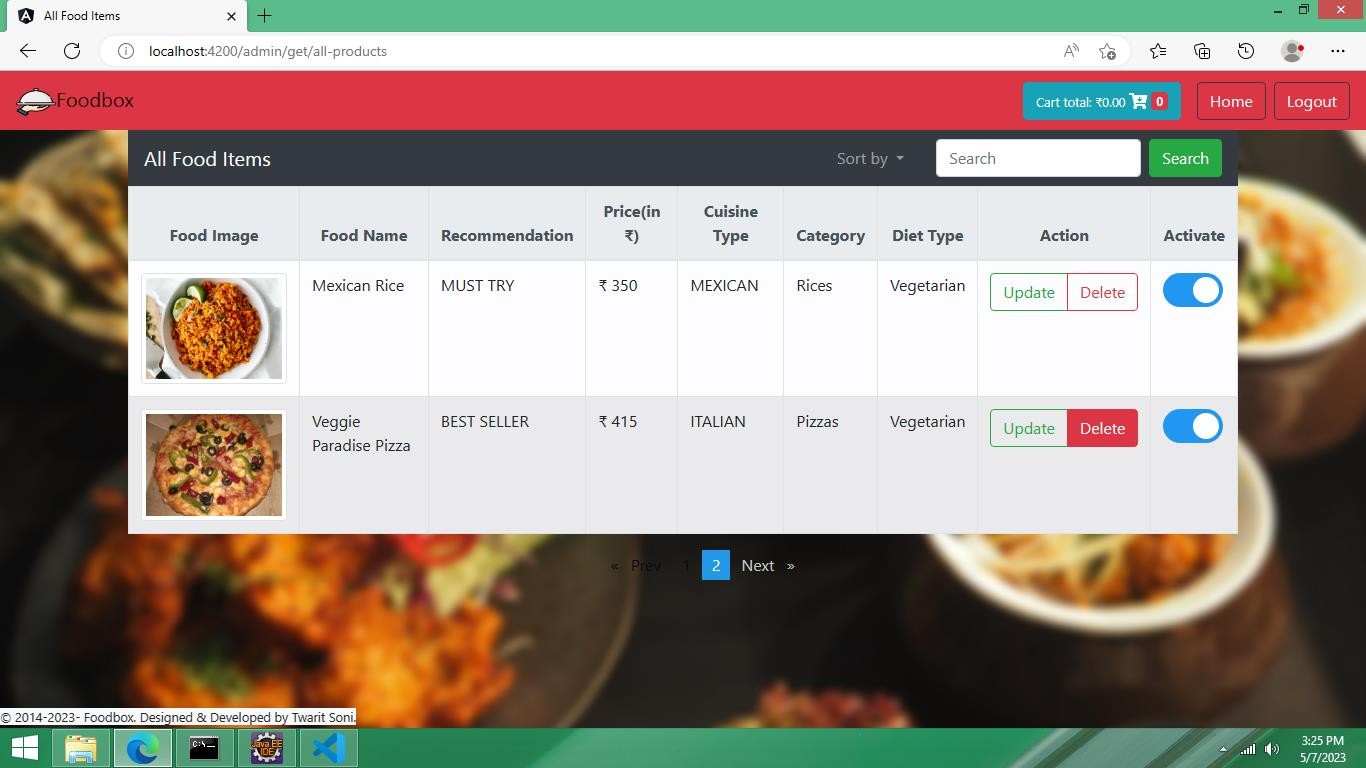 All Food Items
localhost:4200/admin/get/all-products
Foodbox
Cart total: ₹0.00 0
Home
Logout
All Food Items
Sort by
Search
Search
Food Image
Food Name
Recommendation
Price(in
₹)
Cuisine
Type
Category
Diet Type
Action
Activate
Mexican Rice
MUST TRY
₹ 350
MEXICAN
Rices
Vegetarian
Update
Delete
Veggie
Paradise Pizza
BEST SELLER
₹ 415
ITALIAN
Pizzas
Vegetarian
Update
Delete
« Prev 1 2 Next »
© 2014-2023- Foodbox. Designed & Developed by Twarit Soni.
C:\.
Java EE
IDE
3:25 PM
5/7/2023